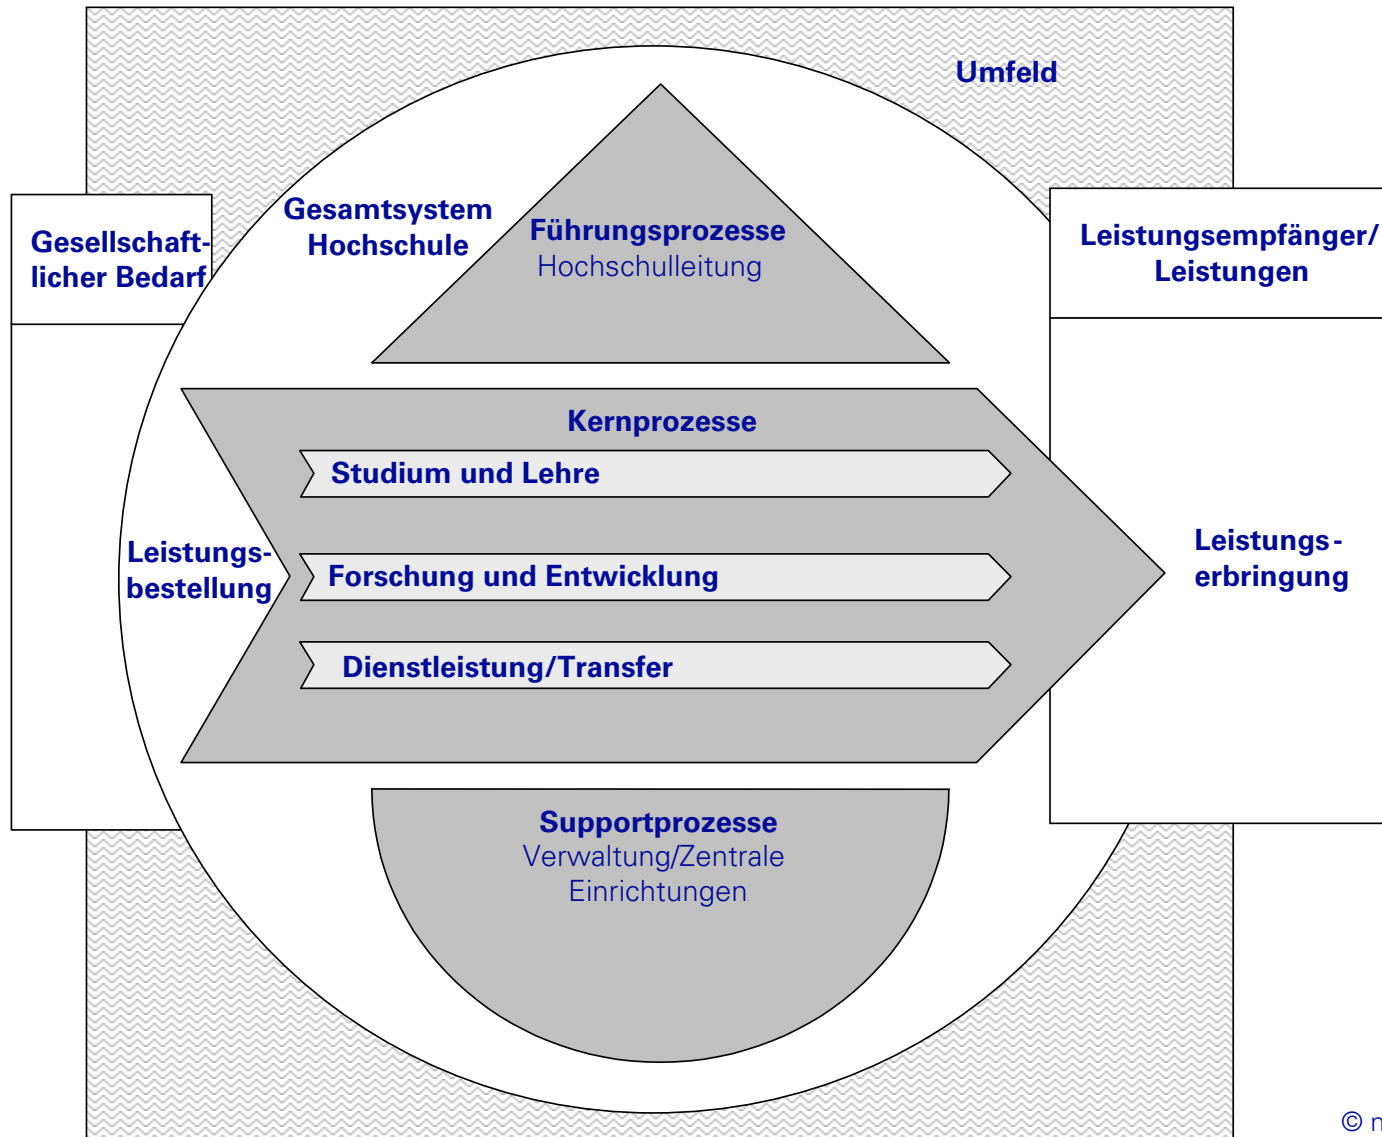 Umfeld
Gesamtsystem
Hochschule
Führungsprozesse
Hochschulleitung
Gesellschaft-
licher Bedarf
Leistungsempfänger/
Leistungen
Kernprozesse
Studium und Lehre
Leistungs-
bestellung
Forschung und Entwicklung
Leistungs-
erbringung
Dienstleistung/Transfer
Supportprozesse
Verwaltung/Zentrale
Einrichtungen
©